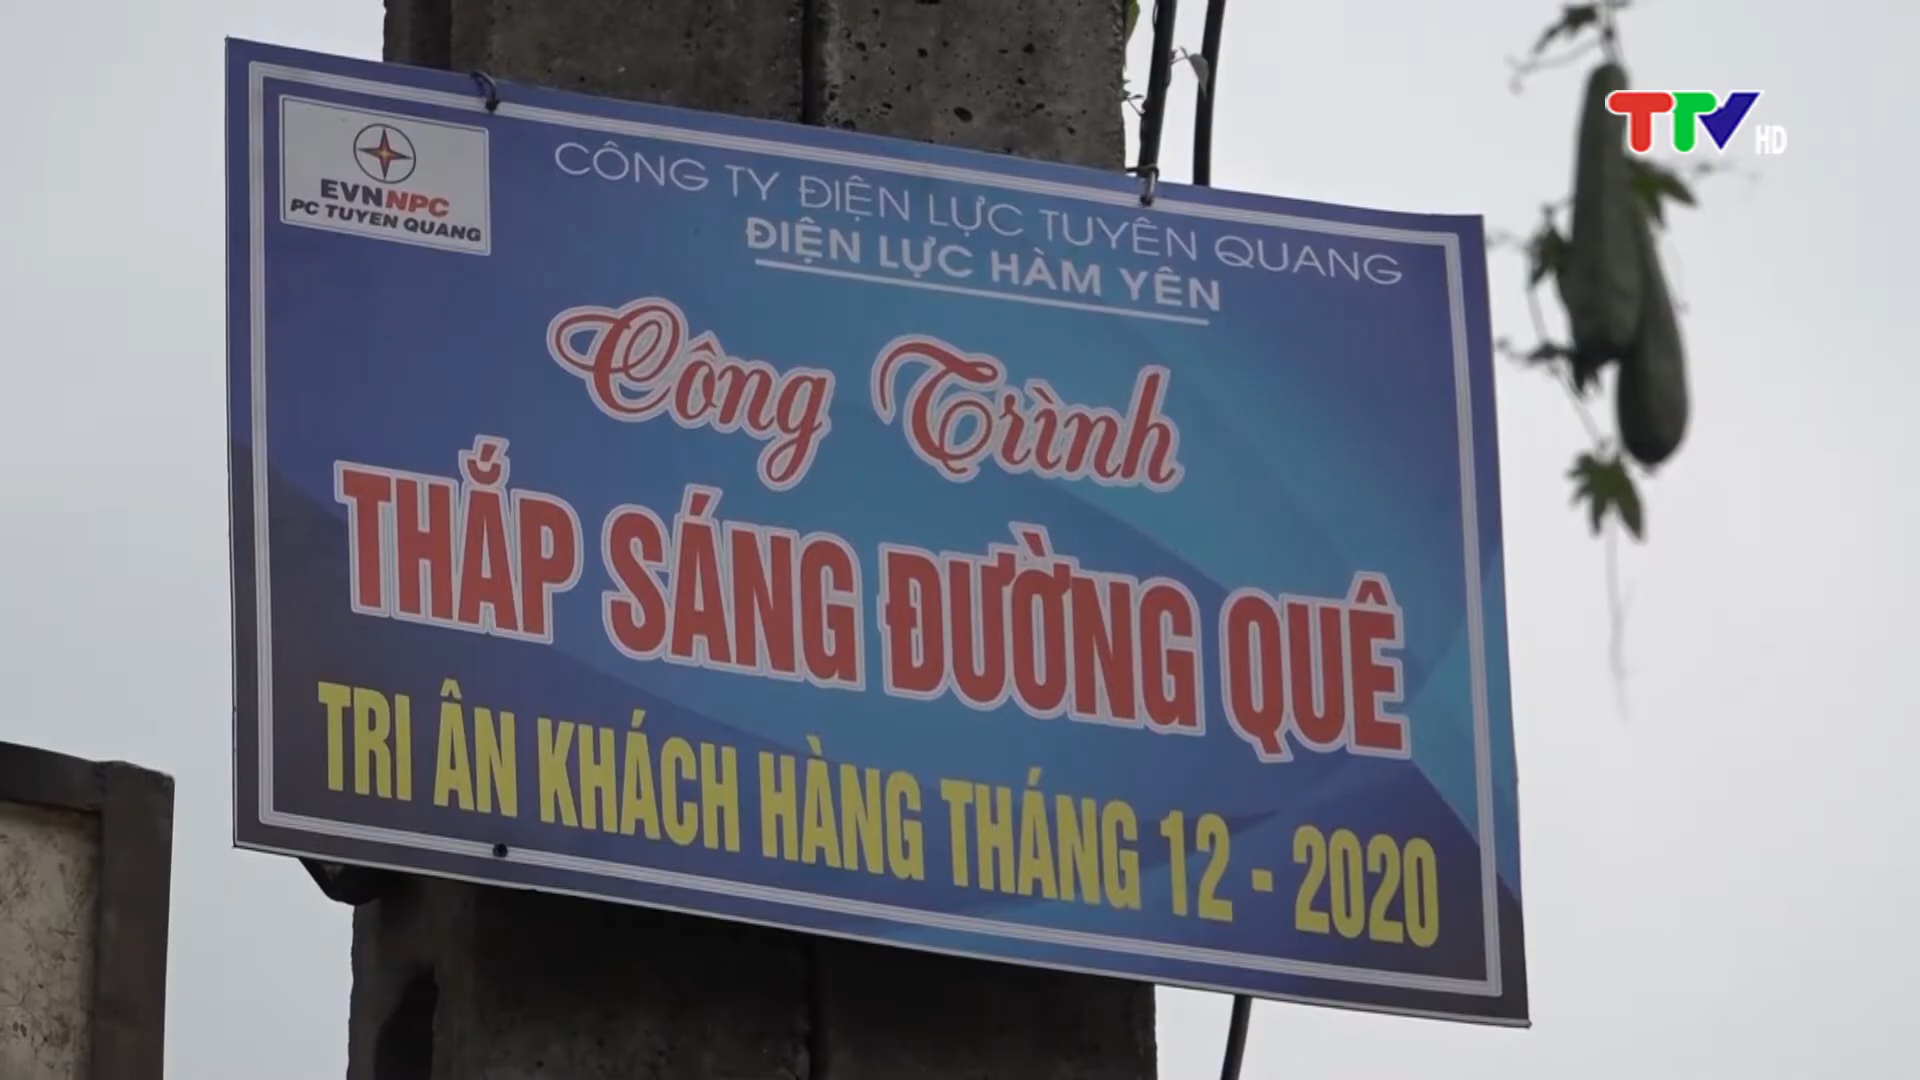 TTV HD
EVNNPC
PC TUYEN QUANG
CÔNG TY ĐIỆN LỰC TUYÊN QUANG
ĐIỆN LỰC HÀM YÊN
Công Trình
THẮP SÁNG ĐƯỜNG QUÊ
TRI ÂN KHÁCH HÀNG THÁNG 12 - 2020